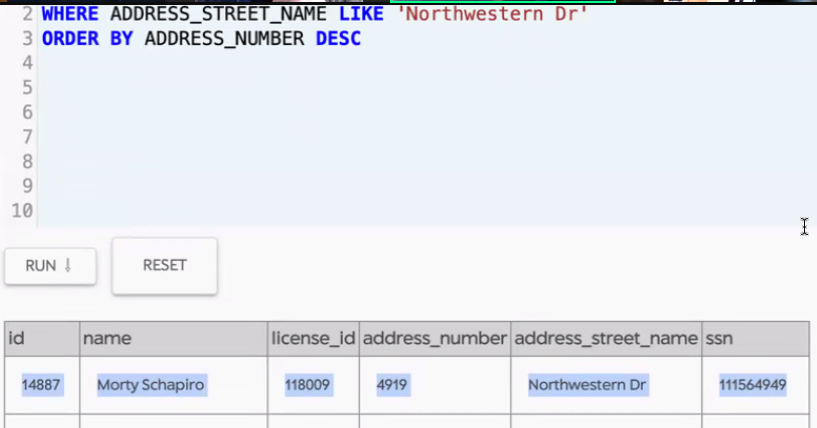 2 WHERE ADDRESS_STREET_NAME LIKE 'Northwestern Dr'
3 ORDER BY ADDRESS_NUMBER DESC
4
5
6
7
8
9
10
RUN ↓ RESET
id name license_id address_number address_street_name ssn
14887 Morty Schapiro 118009 4919 Northwestern Dr 111564949